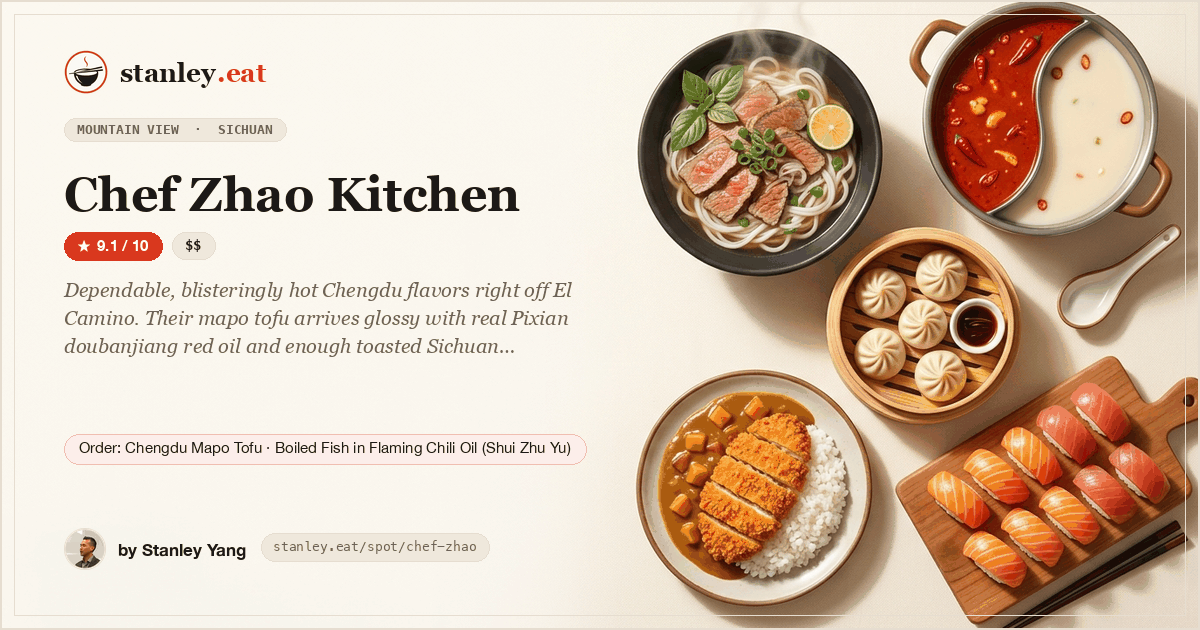 stanley.eat
MOUNTAIN VIEW · SICHUAN
Chef Zhao Kitchen
★ 9.1 / 10 $$
Dependable, blisteringly hot Chengdu flavors right off El
Camino. Their mapo tofu arrives glossy with real Pixian
doubanjiang red oil and enough toasted Sichuan...
Order: Chengdu Mapo Tofu · Boiled Fish in Flaming Chili Oil (Shui Zhu Yu)
by Stanley Yang stanley.eat/spot/chef-zhao